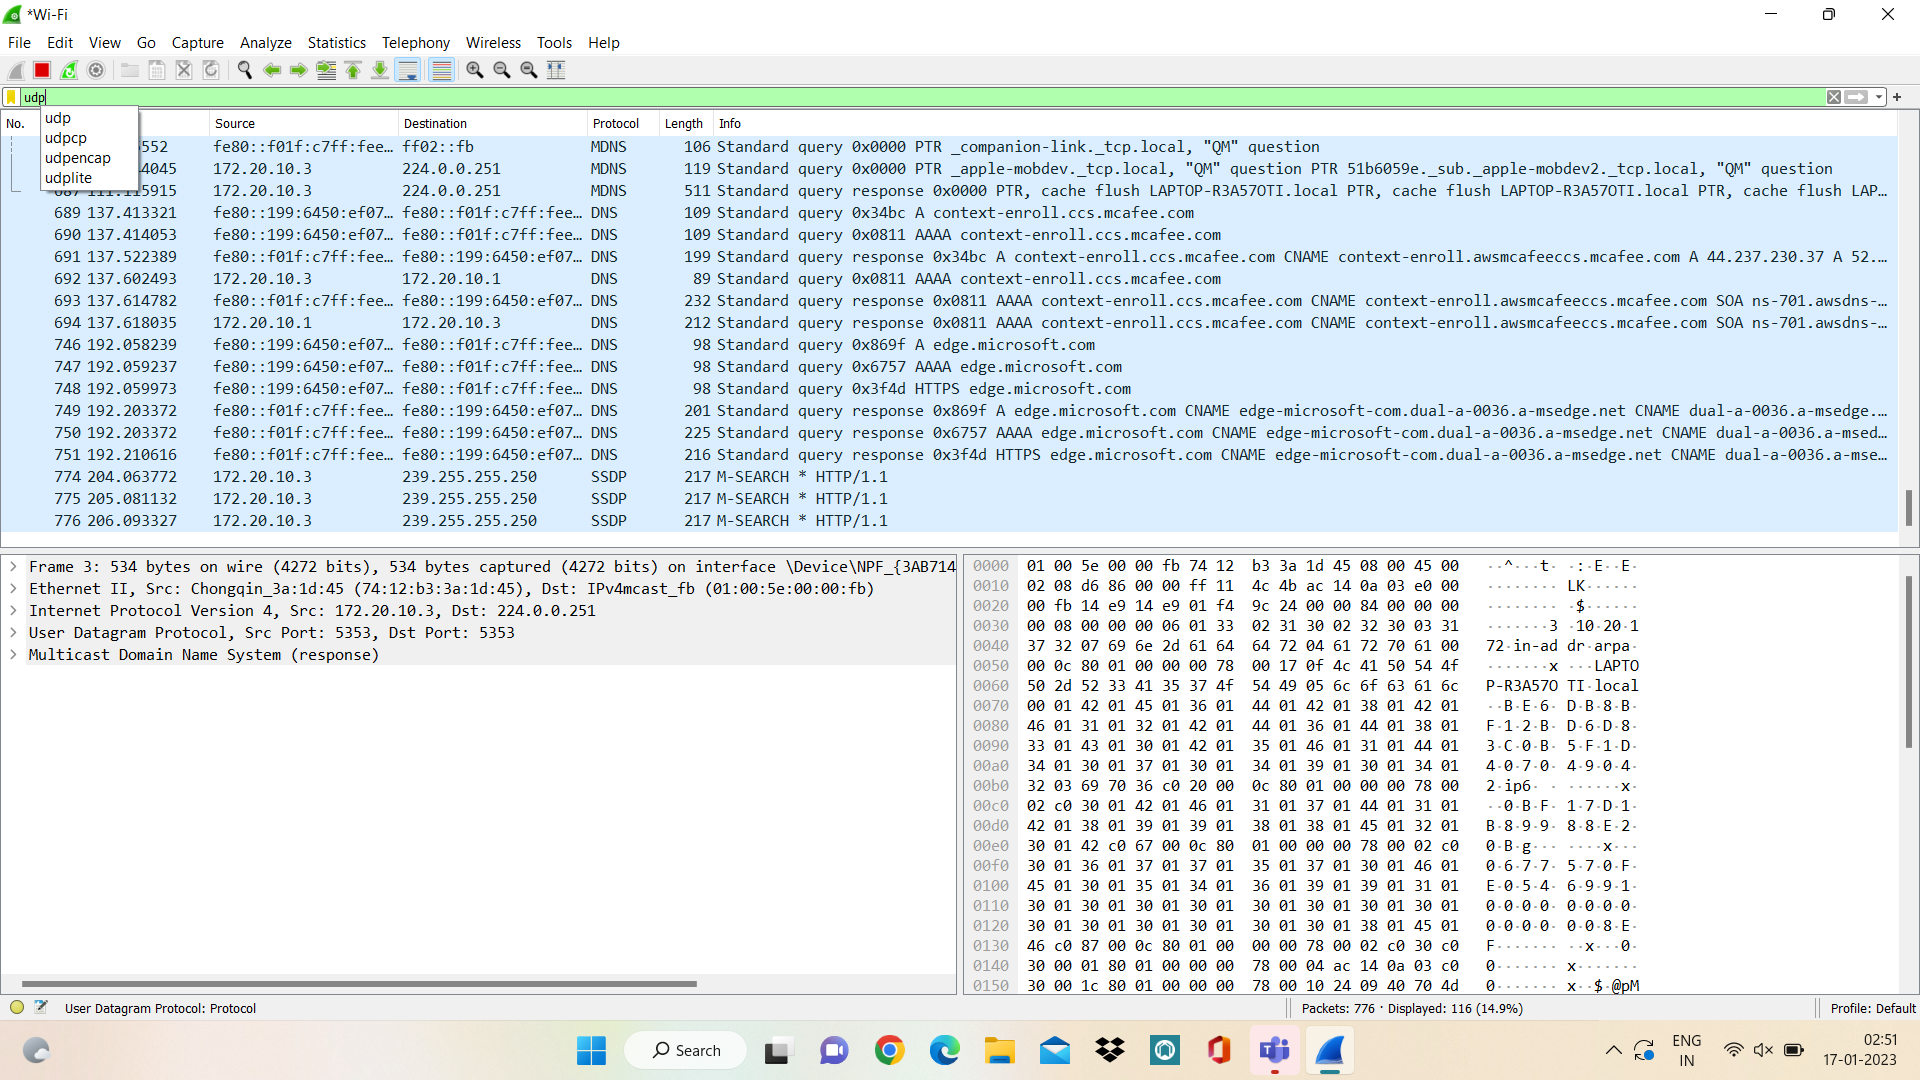 *Wi-Fi
File Edit View Go Capture Analyze Statistics Telephony Wireless Tools Help
udp
udp
udpcp
udpencap
udplite
No. Source Destination Protocol Length Info
552 fe80::f01f:c7ff:fee… ff02::fb MDNS 106 Standard query 0x0000 PTR _companion-link._tcp.local, "QM" question
4045 172.20.10.3 224.0.0.251 MDNS 119 Standard query 0x0000 PTR _apple-mobdev._tcp.local, "QM" question PTR 51b6059e._sub._apple-mobdev2._tcp.local, "QM" question
687 111.115915 172.20.10.3 224.0.0.251 MDNS 511 Standard query response 0x0000 PTR, cache flush LAPTOP-R3A57OTI.local PTR, cache flush LAPTOP-R3A57OTI.local PTR, cache flush LAP…
689 137.413321 fe80::199:6450:ef07… fe80::f01f:c7ff:fee… DNS 109 Standard query 0x34bc A context-enroll.ccs.mcafee.com
690 137.414053 fe80::199:6450:ef07… fe80::f01f:c7ff:fee… DNS 109 Standard query 0x0811 AAAA context-enroll.ccs.mcafee.com
691 137.522389 fe80::f01f:c7ff:fee… fe80::199:6450:ef07… DNS 199 Standard query response 0x34bc A context-enroll.ccs.mcafee.com CNAME context-enroll.awsmcafeeccs.mcafee.com A 44.237.230.37 A 52.…
692 137.602493 172.20.10.3 172.20.10.1 DNS 89 Standard query 0x0811 AAAA context-enroll.ccs.mcafee.com
693 137.614782 fe80::f01f:c7ff:fee… fe80::199:6450:ef07… DNS 232 Standard query response 0x0811 AAAA context-enroll.ccs.mcafee.com CNAME context-enroll.awsmcafeeccs.mcafee.com SOA ns-701.awsdns-…
694 137.618035 172.20.10.1 172.20.10.3 DNS 212 Standard query response 0x0811 AAAA context-enroll.ccs.mcafee.com CNAME context-enroll.awsmcafeeccs.mcafee.com SOA ns-701.awsdns-…
746 192.058239 fe80::199:6450:ef07… fe80::f01f:c7ff:fee… DNS 98 Standard query 0x869f A edge.microsoft.com
747 192.059237 fe80::199:6450:ef07… fe80::f01f:c7ff:fee… DNS 98 Standard query 0x6757 AAAA edge.microsoft.com
748 192.059973 fe80::199:6450:ef07… fe80::f01f:c7ff:fee… DNS 98 Standard query 0x3f4d HTTPS edge.microsoft.com
749 192.203372 fe80::f01f:c7ff:fee… fe80::199:6450:ef07… DNS 201 Standard query response 0x869f A edge.microsoft.com CNAME edge-microsoft-com.dual-a-0036.a-msedge.net CNAME dual-a-0036.a-msedge.…
750 192.203372 fe80::f01f:c7ff:fee… fe80::199:6450:ef07… DNS 225 Standard query response 0x6757 AAAA edge.microsoft.com CNAME edge-microsoft-com.dual-a-0036.a-msedge.net CNAME dual-a-0036.a-msed…
751 192.210616 fe80::f01f:c7ff:fee… fe80::199:6450:ef07… DNS 216 Standard query response 0x3f4d HTTPS edge.microsoft.com CNAME edge-microsoft-com.dual-a-0036.a-msedge.net CNAME dual-a-0036.a-mse…
774 204.063772 172.20.10.3 239.255.255.250 SSDP 217 M-SEARCH * HTTP/1.1
775 205.081132 172.20.10.3 239.255.255.250 SSDP 217 M-SEARCH * HTTP/1.1
776 206.093327 172.20.10.3 239.255.255.250 SSDP 217 M-SEARCH * HTTP/1.1
Frame 3: 534 bytes on wire (4272 bits), 534 bytes captured (4272 bits) on interface \Device\NPF_{3AB714
Ethernet II, Src: Chongqin_3a:1d:45 (74:12:b3:3a:1d:45), Dst: IPv4mcast_fb (01:00:5e:00:00:fb)
Internet Protocol Version 4, Src: 172.20.10.3, Dst: 224.0.0.251
User Datagram Protocol, Src Port: 5353, Dst Port: 5353
Multicast Domain Name System (response)
0000 01 00 5e 00 00 fb 74 12 b3 3a 1d 45 08 00 45 00 ··^···t· ·:·E··E·
0010 02 08 d6 86 00 00 ff 11 4c 4b ac 14 0a 03 e0 00 ········ LK······
0020 00 fb 14 e9 14 e9 01 f4 9c 24 00 00 84 00 00 00 ········ ·$······
0030 00 08 00 00 00 06 01 33 02 31 30 02 32 30 03 31 ·······3 ·10·20·1
0040 37 32 07 69 6e 2d 61 64 64 72 04 61 72 70 61 00 72·in-ad dr·arpa·
0050 00 0c 80 01 00 00 00 78 00 17 0f 4c 41 50 54 4f ·······x ···LAPTO
0060 50 2d 52 33 41 35 37 4f 54 49 05 6c 6f 63 61 6c P-R3A57O TI·local
0070 00 01 42 01 45 01 36 01 44 01 42 01 38 01 42 01 ··B·E·6· D·B·8·B·
0080 46 01 31 01 32 01 42 01 44 01 36 01 44 01 38 01 F·1·2·B· D·6·D·8·
0090 33 01 43 01 30 01 42 01 35 01 46 01 31 01 44 01 3·C·0·B· 5·F·1·D·
00a0 34 01 30 01 37 01 30 01 34 01 39 01 30 01 34 01 4·0·7·0· 4·9·0·4·
00b0 32 03 69 70 36 c0 20 00 0c 80 01 00 00 00 78 00 2·ip6· · ······x·
00c0 02 c0 30 01 42 01 46 01 31 01 37 01 44 01 31 01 ··0·B·F· 1·7·D·1·
00d0 42 01 38 01 39 01 39 01 38 01 38 01 45 01 32 01 B·8·9·9· 8·8·E·2·
00e0 30 01 42 c0 67 00 0c 80 01 00 00 00 78 00 02 c0 0·B·g··· ····x···
00f0 30 01 36 01 37 01 37 01 35 01 37 01 30 01 46 01 0·6·7·7· 5·7·0·F·
0100 45 01 30 01 35 01 34 01 36 01 39 01 39 01 31 01 E·0·5·4· 6·9·9·1·
0110 30 01 30 01 30 01 30 01 30 01 30 01 30 01 30 01 0·0·0·0· 0·0·0·0·
0120 30 01 30 01 30 01 30 01 30 01 30 01 38 01 45 01 0·0·0·0· 0·0·8·E·
0130 46 c0 87 00 0c 80 01 00 00 00 78 00 02 c0 30 c0 F······· ··x···0·
0140 30 00 01 80 01 00 00 00 78 00 04 ac 14 0a 03 c0 0······· x·······
0150 30 00 1c 80 01 00 00 00 78 00 10 24 09 40 70 4d 0······· x··$·@pM
User Datagram Protocol: Protocol
Packets: 776 · Displayed: 116 (14.9%)
Profile: Default
Search
ENG
IN
02:51
17-01-2023